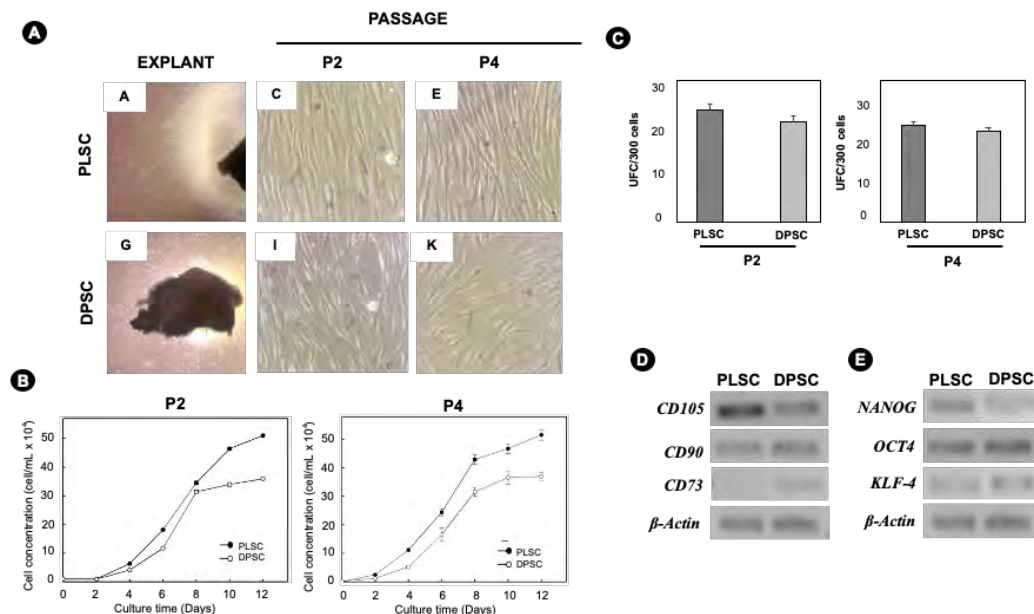 A
PASSAGE
EXPLANT
P2
P4
PLSC
A
C
E
DPSC
G
I
K
B
P2
Cell concentration (cell/mL x 10⁴)
50
40
30
20
10
0
PLSC
DPSC
0 2 4 6 8 10 12
Culture time (Days)
P4
Cell concentration (cell/mL x 10⁴)
50
40
30
20
10
0
PLSC
DPSC
0 2 4 6 8 10 12
Culture time (Days)
C
UFC/300 cells
30
20
10
0
PLSC DPSC
P2
UFC/300 cells
30
20
10
0
PLSC DPSC
P4
D
PLSC DPSC
CD105
CD90
CD73
β-Actin
E
PLSC DPSC
NANOG
OCT4
KLF-4
β-Actin